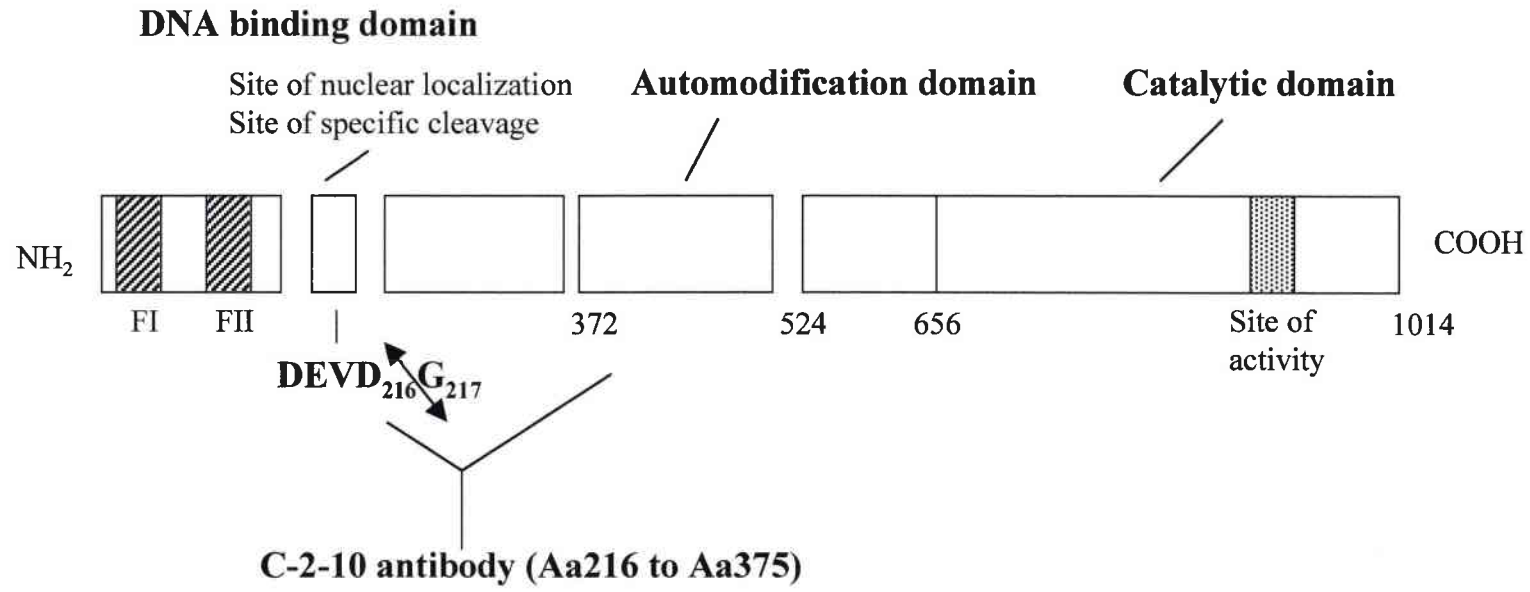 DNA binding domain
Site of nuclear localization
Site of specific cleavage
Automodification domain
Catalytic domain
NH₂
COOH
FI
FII
372
524
656
Site of
activity
1014
DEVD₂₁₆G₂₁₇
C-2-10 antibody (Aa216 to Aa375)